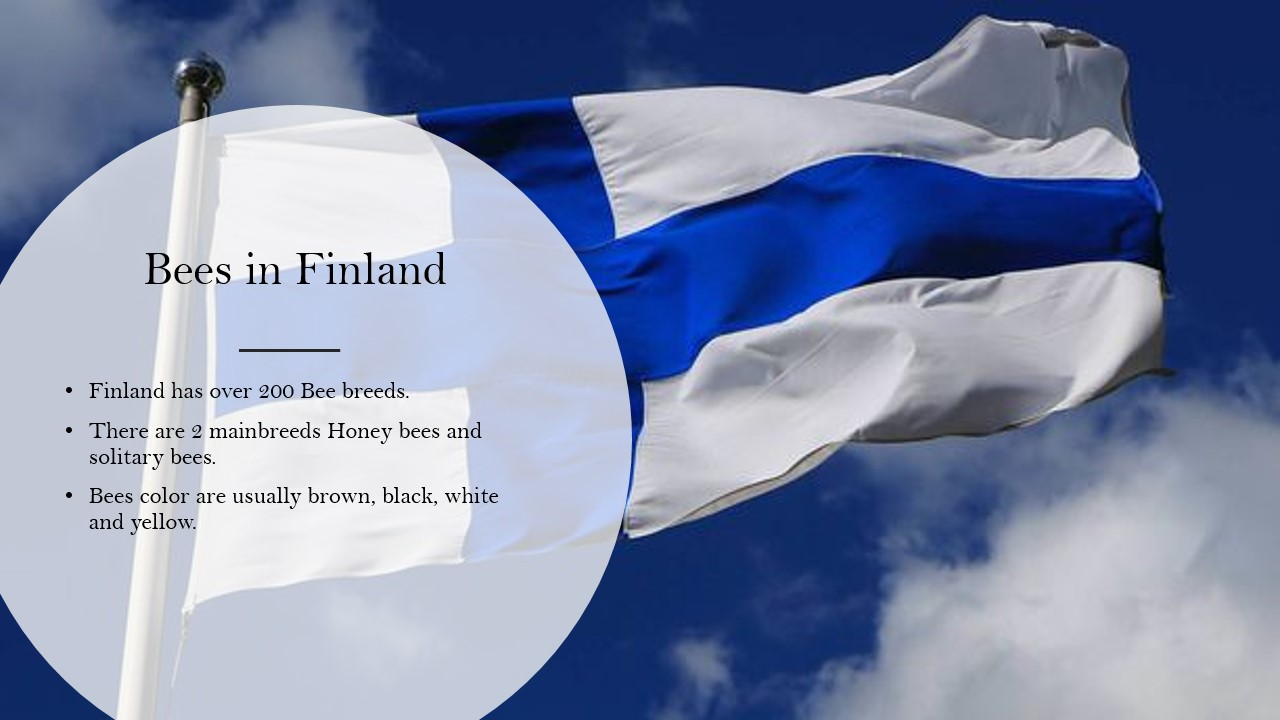 Bees in Finland
• Finland has over 200 Bee breeds.
• There are 2 mainbreeds Honey bees and
solitary bees.
• Bees color are usually brown, black, white
and yellow.